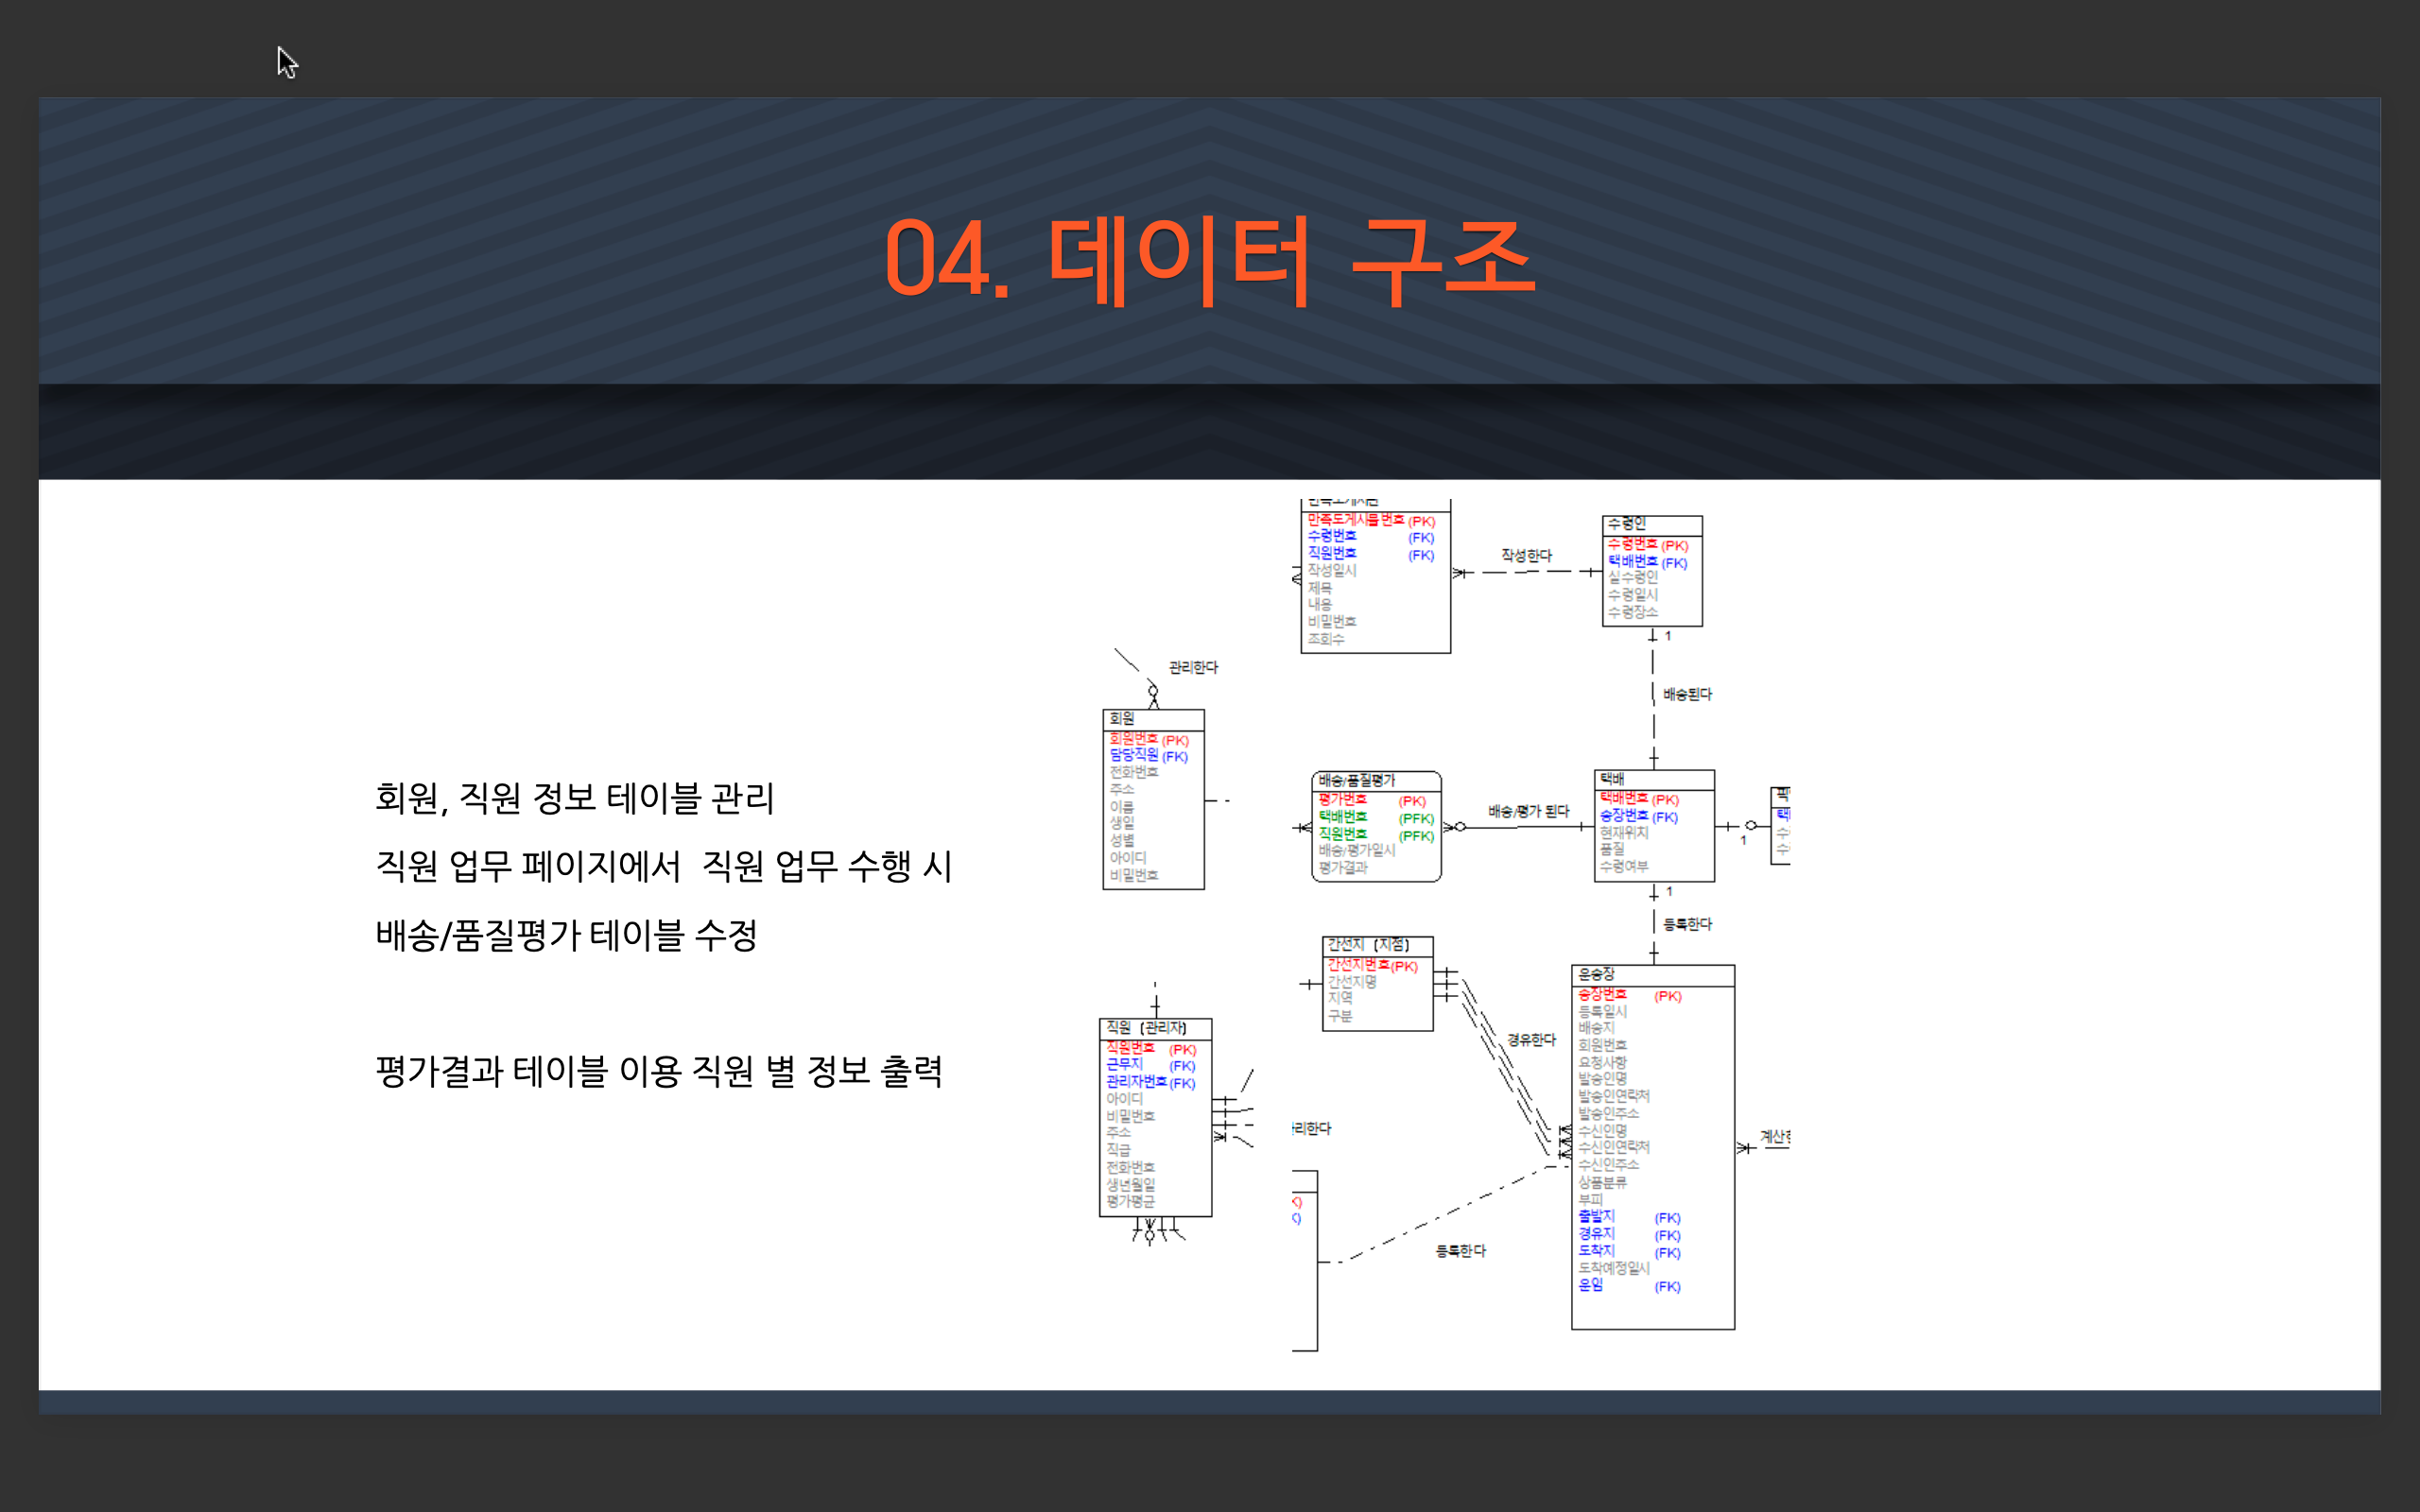 04. 데이터 구조
회원, 직원 정보 테이블 관리
직원 업무 페이지에서 직원 업무 수행 시
배송/품질평가 테이블 수정
평가결과 테이블 이용 직원 별 정보 출력
관리한다
회원
회원번호 (PK)
담당직원 (FK)
전화번호
주소
이름
생일
성별
아이디
비밀번호
직원 (관리자)
직원번호 (PK)
근무지 (FK)
관리자번호 (FK)
아이디
비밀번호
주소
직급
전화번호
생년월일
평가평균
만족도게시물번호 (PK)
수령번호 (FK)
직원번호 (FK)
작성일시
제목
내용
비밀번호
조회수
작성한다
수령인
수령번호 (PK)
택배번호 (FK)
실수령인
수령일시
수령장소
1
배송된다
배송/품질평가
평가번호 (PK)
택배번호 (PFK)
직원번호 (PFK)
배송/평가일시
평가결과
배송/평가 된다
택배
택배번호 (PK)
송장번호 (FK)
현재위치
품질
수령여부
1
1
등록한다
간선지 (지점)
간선지번호(PK)
간선지명
지역
구분
경유한다
리한다
등록한다
운송장
송장번호 (PK)
등록일시
배송지
회원번호
요청사항
발송인명
발송인연락처
발송인주소
수신인명
수신인연락처
수신인주소
상품분류
부피
출발지 (FK)
경유지 (FK)
도착지 (FK)
도착예정일시
운임 (FK)
계산